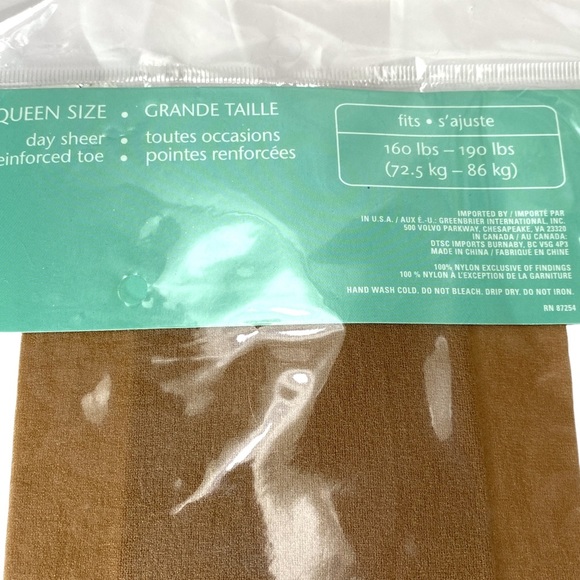 QUEEN SIZE • GRANDE TAILLE
day sheer • toutes occasions
reinforced toe • pointes renforcées
fits • s'ajuste
160 lbs – 190 lbs
(72.5 kg – 86 kg)
IMPORTED BY / IMPORTÉ PAR
IN U.S.A. / AUX É.-U.: GREENBRIER INTERNATIONAL, INC.
500 VOLVO PARKWAY, CHESAPEAKE, VA 23320
IN CANADA / AU CANADA:
DTSC IMPORTS BURNABY, BC V5G 4P3
MADE IN CHINA / FABRIQUÉ EN CHINE
100% NYLON EXCLUSIVE OF FINDINGS
100 % NYLON À L'EXCEPTION DE LA GARNITURE
HAND WASH COLD. DO NOT BLEACH. DRIP DRY. DO NOT IRON.
RN 87254